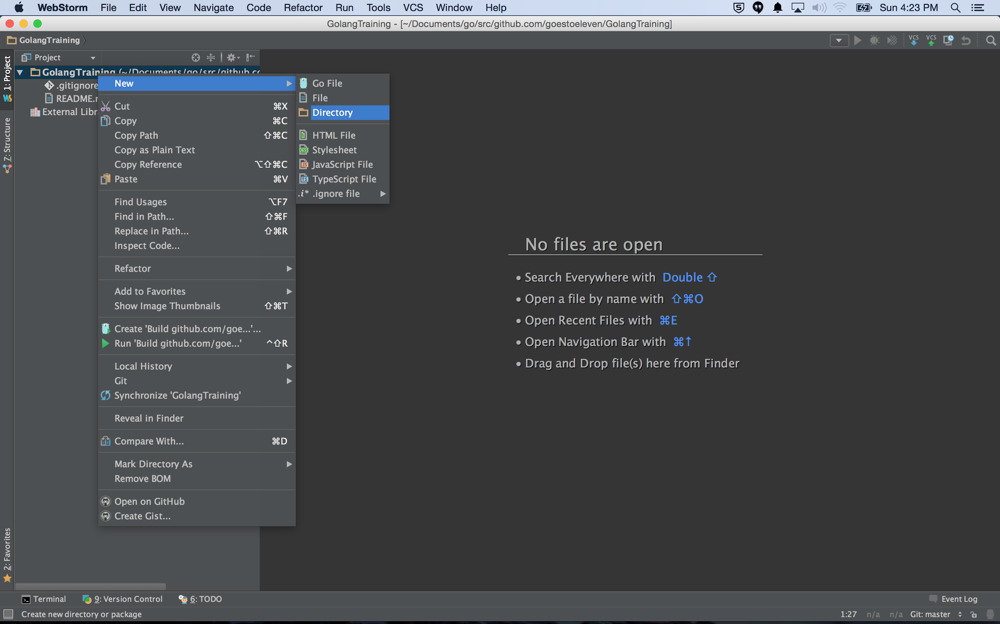 WebStorm File Edit View Navigate Code Refactor Run Tools VCS Window Help Sun 4:23 PM
GolangTraining - [~/Documents/go/src/github.com/goestoeleven/GolangTraining]
GolangTraining
VCS VCS
1: Project
Z: Structure
2: Favorites
Project
GolangTraining (~/Documents/go/src/github.co
.gitignore
README.
External Libr
New
Cut ⌘X
Copy ⌘C
Copy Path ⇧⌘C
Copy as Plain Text
Copy Reference ⌥⇧⌘C
Paste ⌘V
Find Usages ⌥F7
Find in Path... ⇧⌘F
Replace in Path... ⇧⌘R
Inspect Code...
Refactor
Add to Favorites
Show Image Thumbnails ⇧⌘T
Create 'Build github.com/goe...'...
Run 'Build github.com/goe...' ^⇧R
Local History
Git
Synchronize 'GolangTraining'
Reveal in Finder
Compare With... ⌘D
Mark Directory As
Remove BOM
Open on GitHub
Create Gist...
Go File
File
Directory
HTML File
Stylesheet
JavaScript File
TypeScript File
.i* .ignore file
No files are open
• Search Everywhere with Double ⇧
• Open a file by name with ⇧⌘O
• Open Recent Files with ⌘E
• Open Navigation Bar with ⌘↑
• Drag and Drop file(s) here from Finder
Terminal 9: Version Control 6: TODO Event Log
Create new directory or package 1:27 n/a n/a Git: master